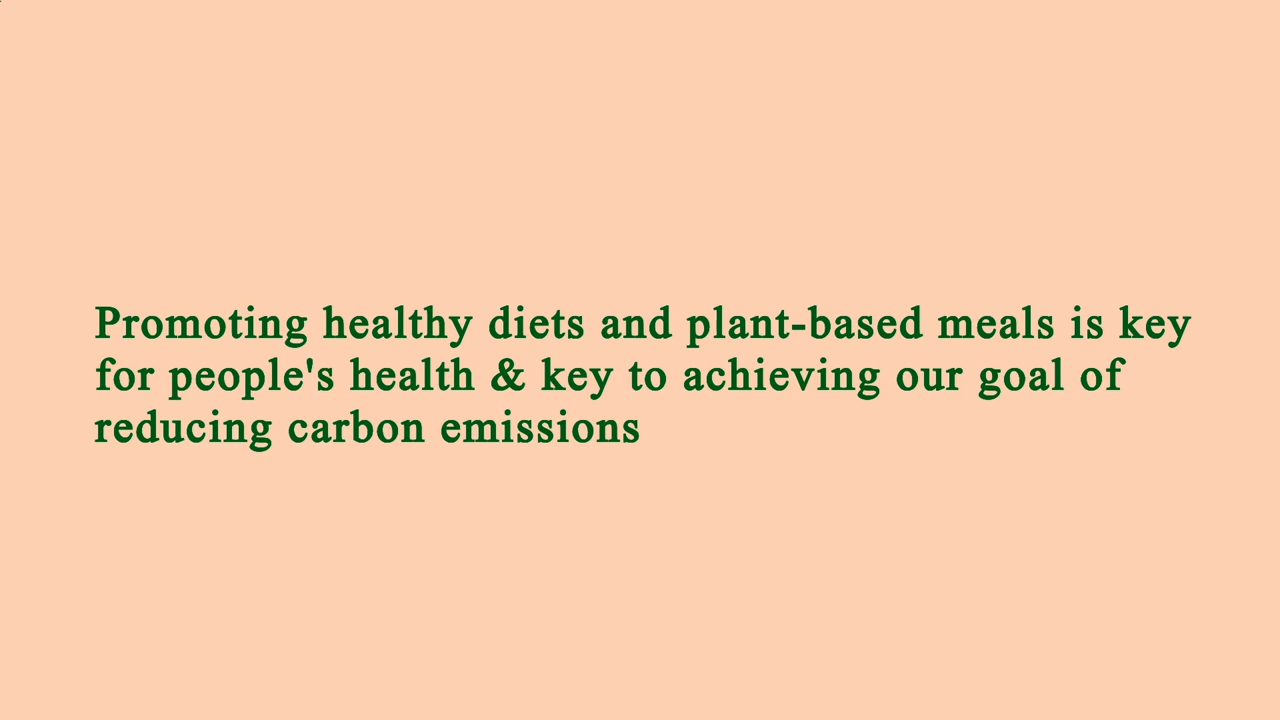 Promoting healthy diets and plant-based meals is key
for people's health & key to achieving our goal of
reducing carbon emissions